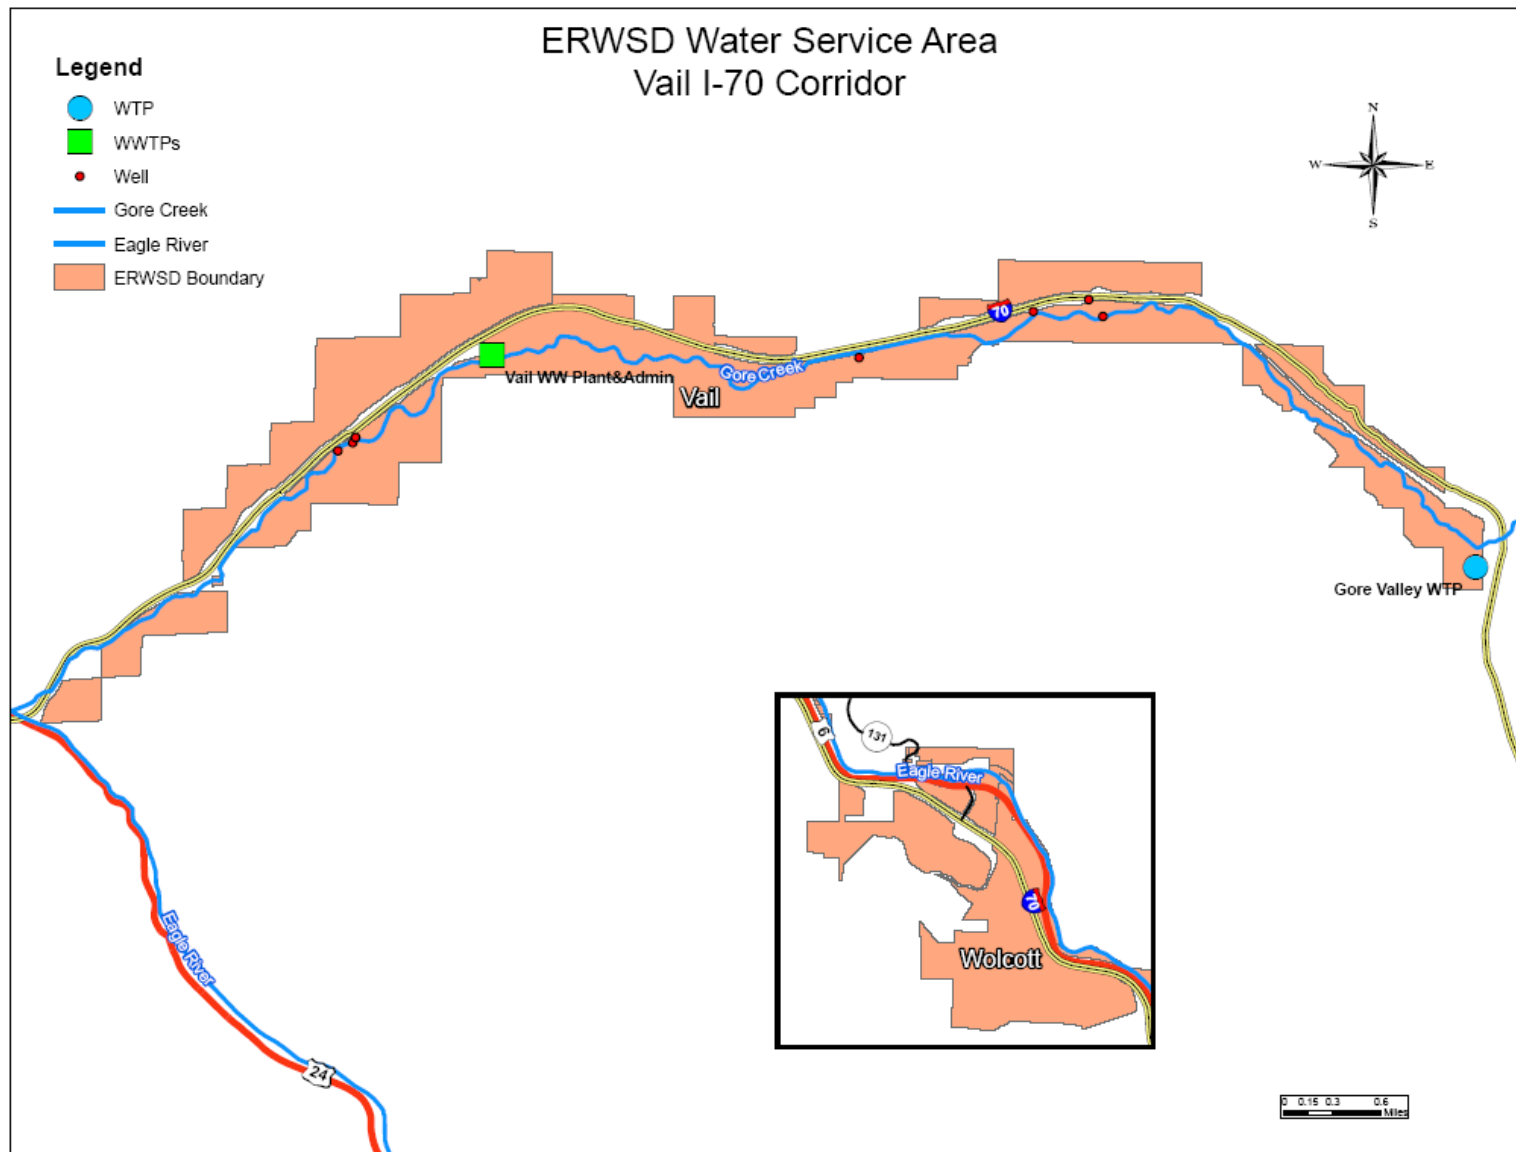 ERWSD Water Service Area
Vail I-70 Corridor
Legend
WTP
WWTPs
Well
Gore Creek
Eagle River
ERWSD Boundary
N
W
E
S
70
Vail WW Plant&Admin
Gore Creek
Vail
Gore Valley WTP
6
131
Eagle River
70
Wolcott
Eagle River
24
0 0.15 0.3 0.6
Miles